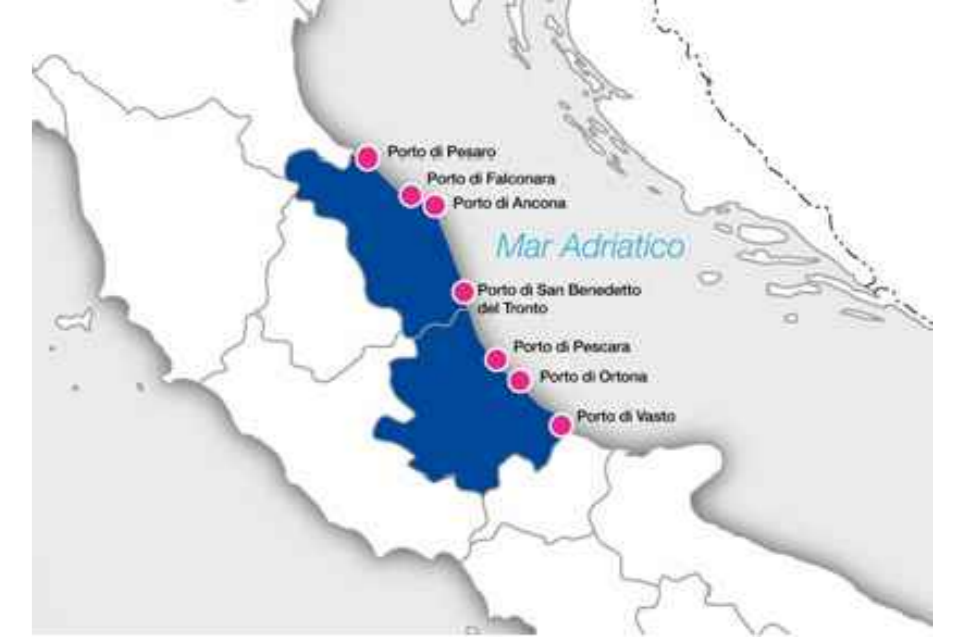 Porto di Pesaro
Porto di Falconara
Porto di Ancona
Mar Adriatico
Porto di San Benedetto
del Tronto
Porto di Pescara
Porto di Ortona
Porto di Vasto